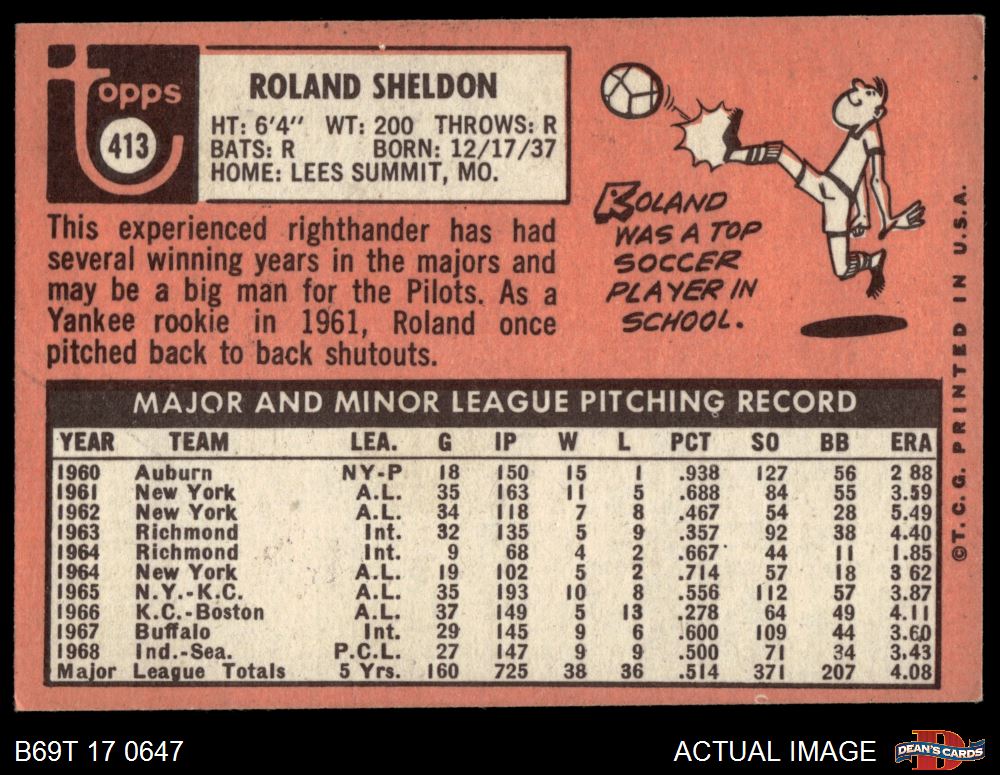 topps
413
ROLAND SHELDON
HT: 6'4" WT: 200 THROWS: R
BATS: R BORN: 12/17/37
HOME: LEES SUMMIT, MO.
This experienced righthander has had
several winning years in the majors and
may be a big man for the Pilots. As a
Yankee rookie in 1961, Roland once
pitched back to back shutouts.
ROLAND
WAS A TOP
SOCCER
PLAYER IN
SCHOOL.
MAJOR AND MINOR LEAGUE PITCHING RECORD
YEAR TEAM LEA. G IP W L PCT SO BB ERA
1960 Auburn NY-P 18 150 15 1 .938 127 56 2 88
1961 New York A.L. 35 163 11 5 .688 84 55 3.59
1962 New York A.L. 34 118 7 8 .467 54 28 5.49
1963 Richmond Int. 32 135 5 9 .357 92 38 4.40
1964 Richmond Int. 9 68 4 2 .667 44 11 1.85
1964 New York A.L. 19 102 5 2 .714 57 18 3 62
1965 N.Y.-K.C. A.L. 35 193 10 8 .556 112 57 3.87
1966 K.C.-Boston A.L. 37 149 5 13 .278 64 49 4.11
1967 Buffalo Int. 29 145 9 6 .600 109 44 3.60
1968 Ind.-Sea. P.C.L. 27 147 9 9 .500 71 34 3.43
Major League Totals 5 Yrs. 160 725 38 36 .514 371 207 4.08
©T.C.G. PRINTED IN U.S.A.
B69T 17 0647
ACTUAL IMAGE
DEAN'S CARDS